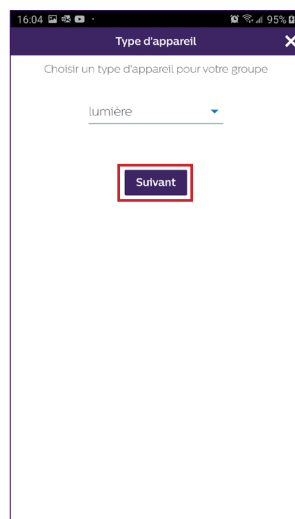 16:04 95%
Type d'appareil
Choisir un type d'appareil pour votre groupe
lumière
Suivant